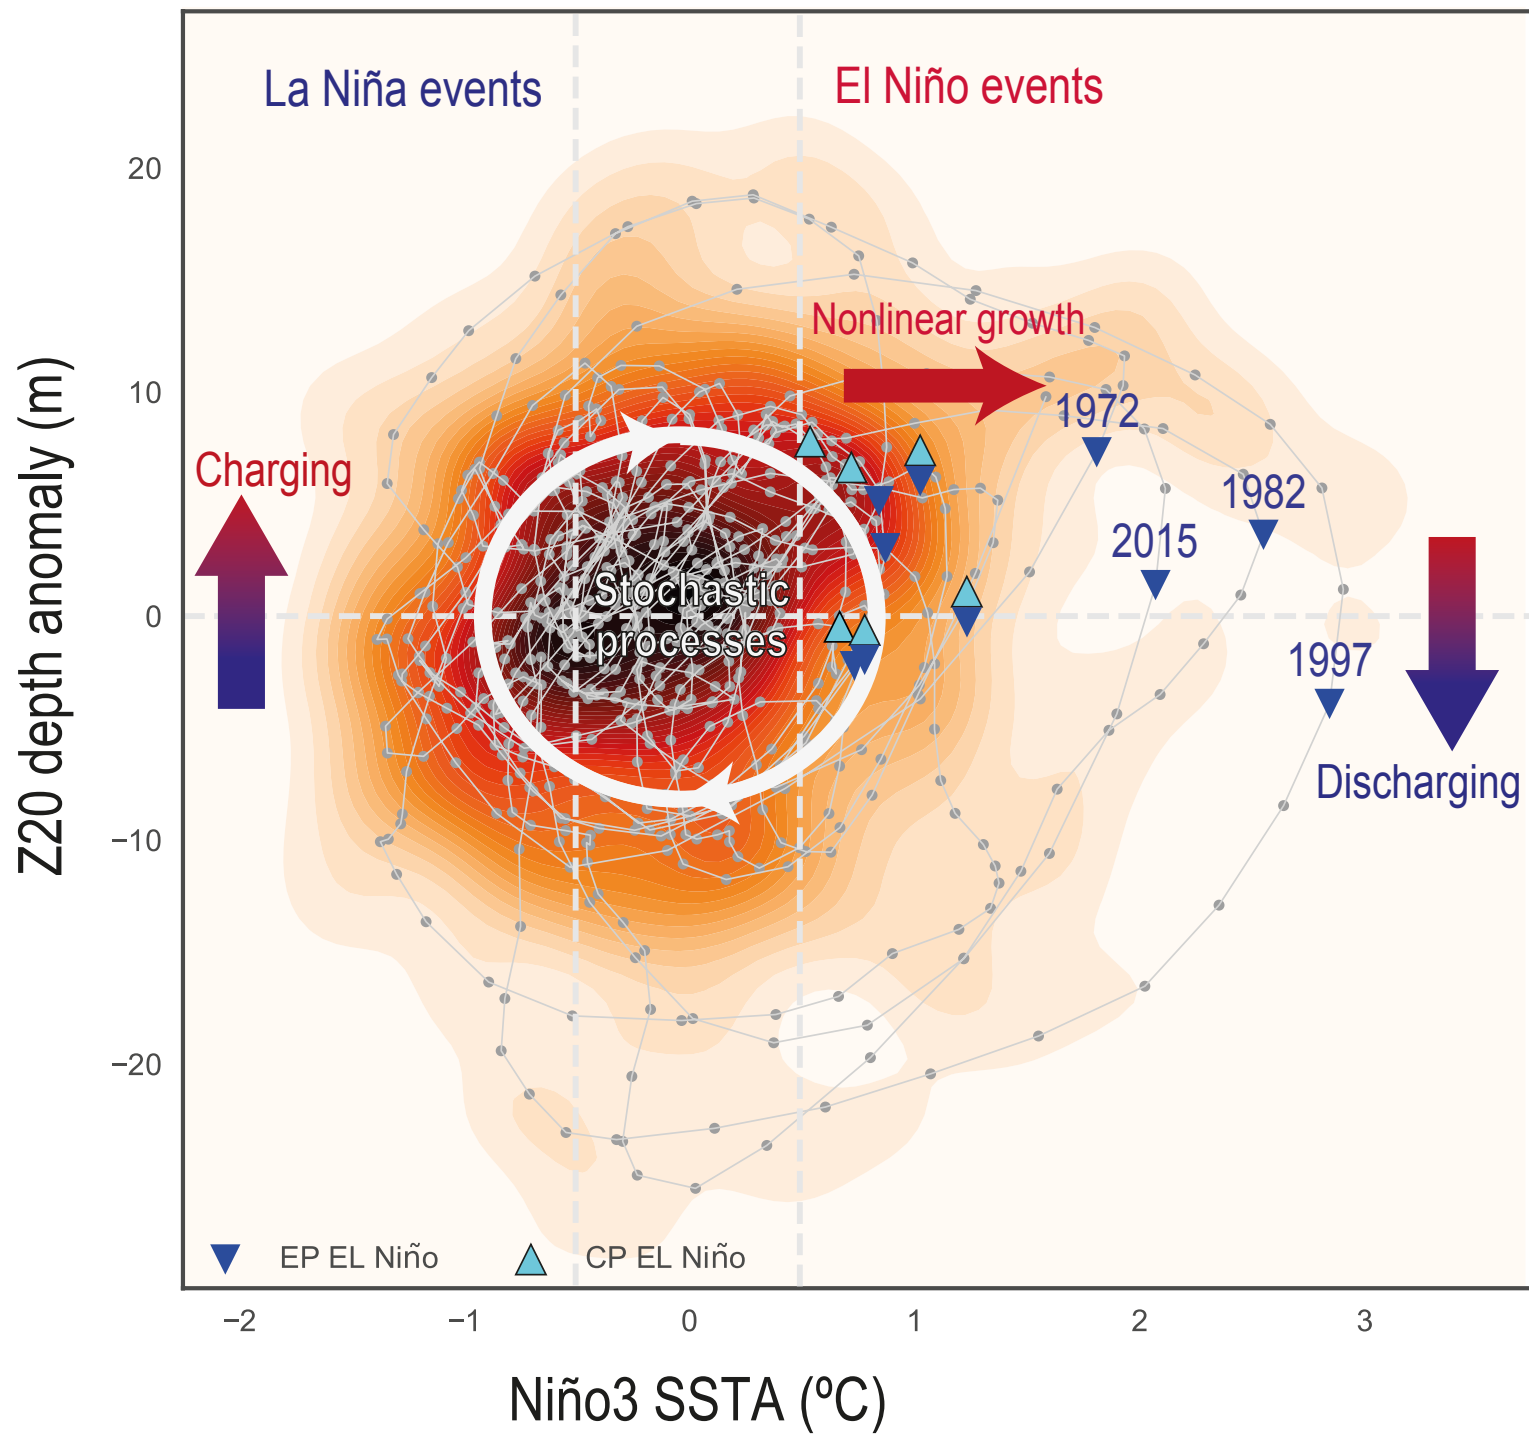 La Niña events
El Niño events
20
Nonlinear growth
10
1972
Charging
1982
2015
Stochastic
processes
0
1997
Discharging
−10
−20
Z20 depth anomaly (m)
EP EL Niño
CP EL Niño
−2
−1
0
1
2
3
Niño3 SSTA (ºC)